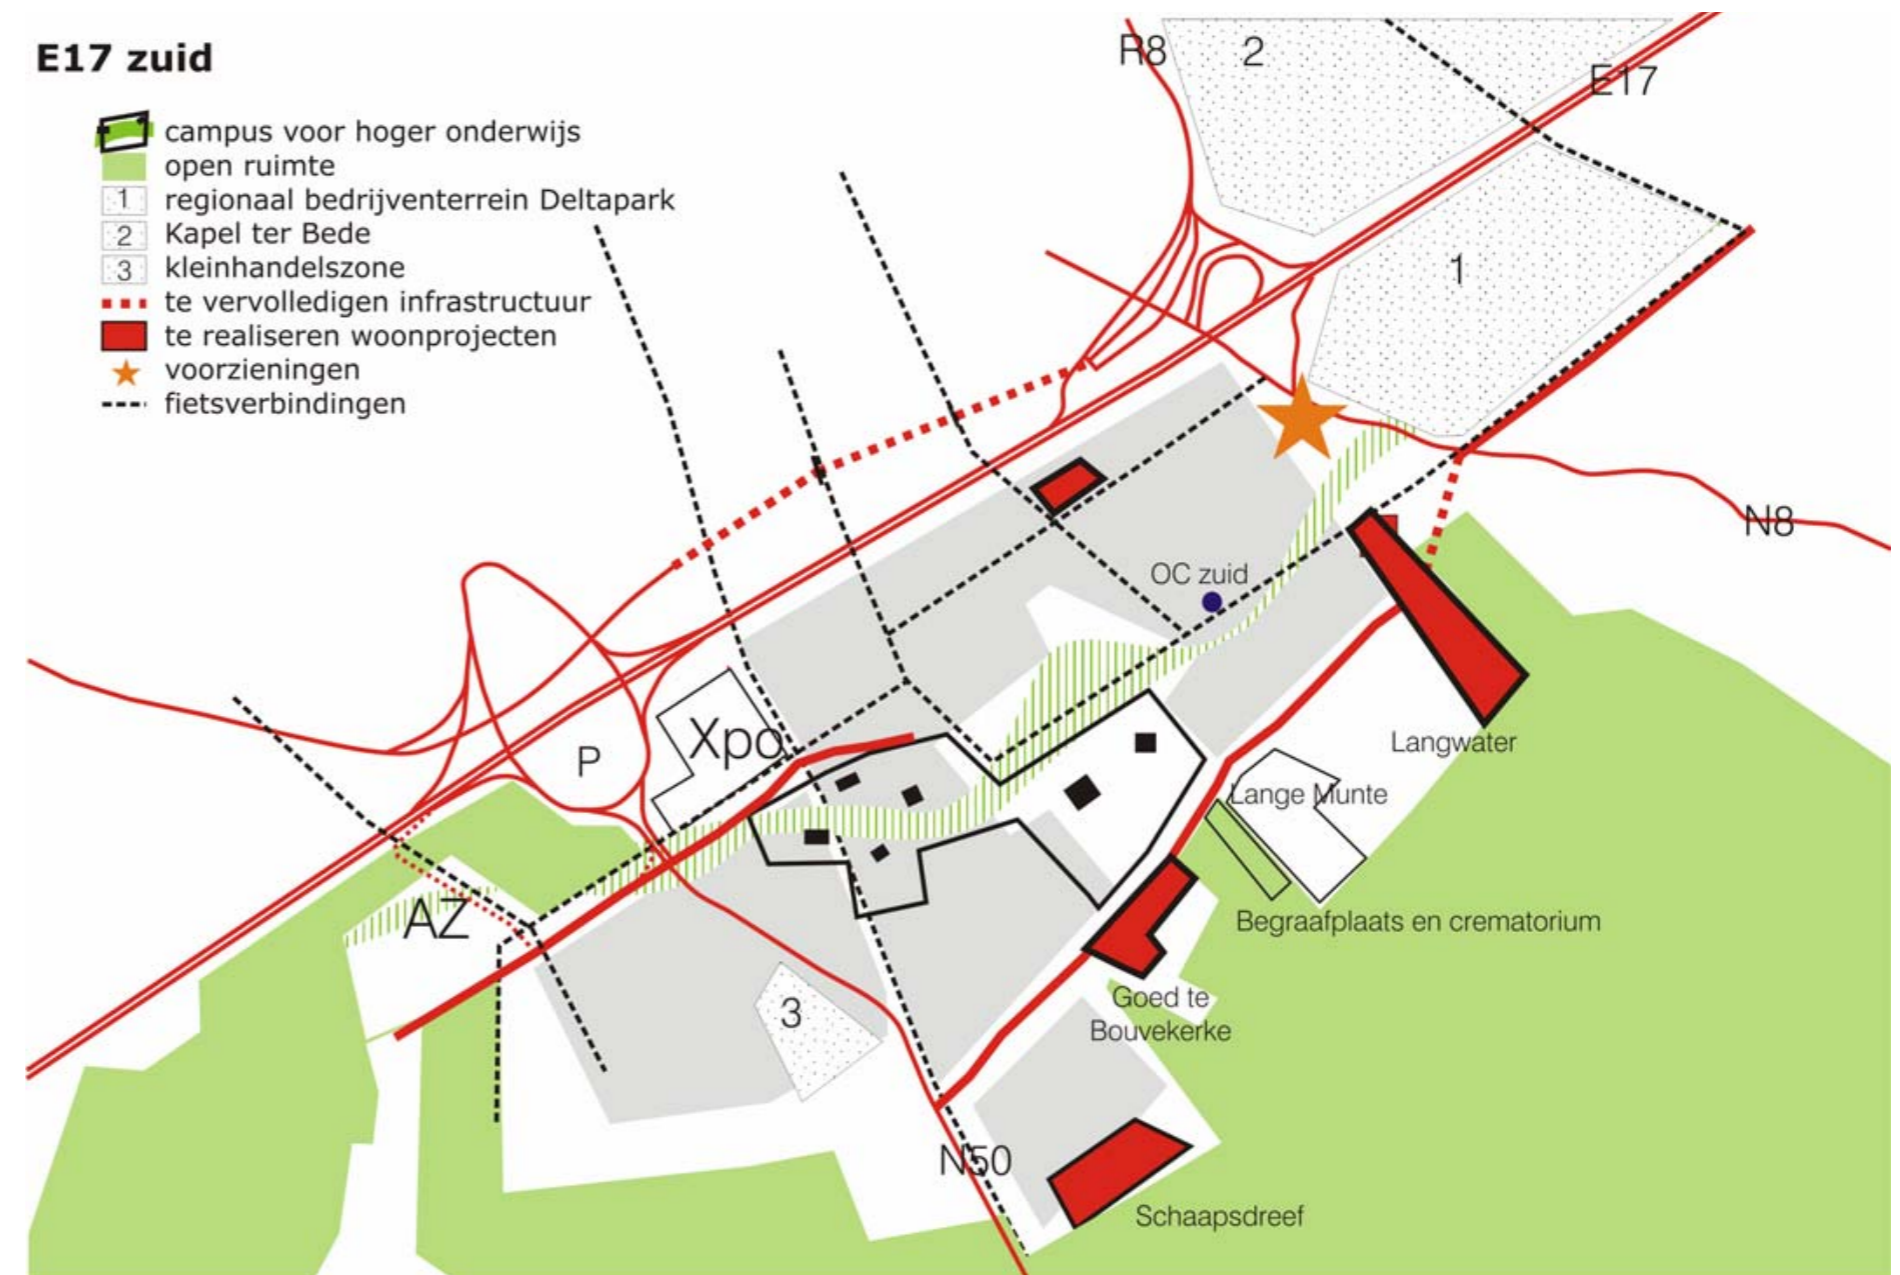 E17 zuid
campus voor hoger onderwijs
open ruimte
1 regionaal bedrijventerrein Deltapark
2 Kapel ter Bede
3 kleinhandelszone
te vervolledigen infrastructuur
te realiseren woonprojecten
voorzieningen
fietsverbindingen
R8
2
E17
1
N8
OC zuid
Xpo
P
Langwater
Lange Munte
AZ
Begraafplaats en crematorium
3
Goed te
Bouvekerke
N50
Schaapsdreef